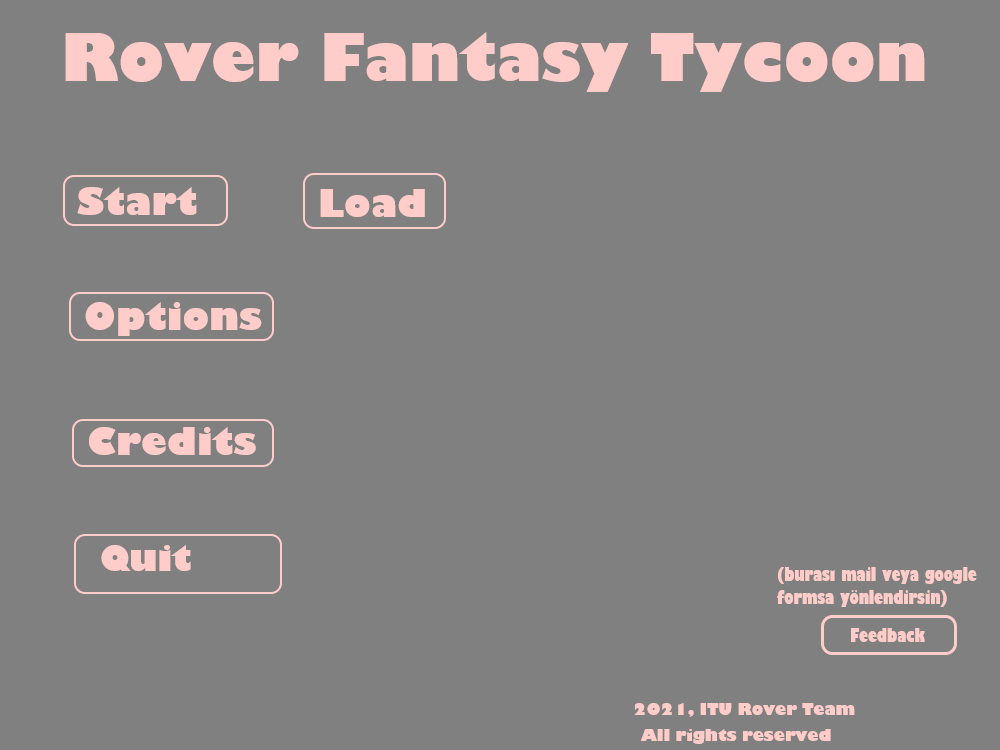 Rover Fantasy Tycoon
Start
Load
Options
Credits
Quit
(burası mail veya google
formsa yönlendirsin)
Feedback
2021, ITU Rover Team
All rights reserved